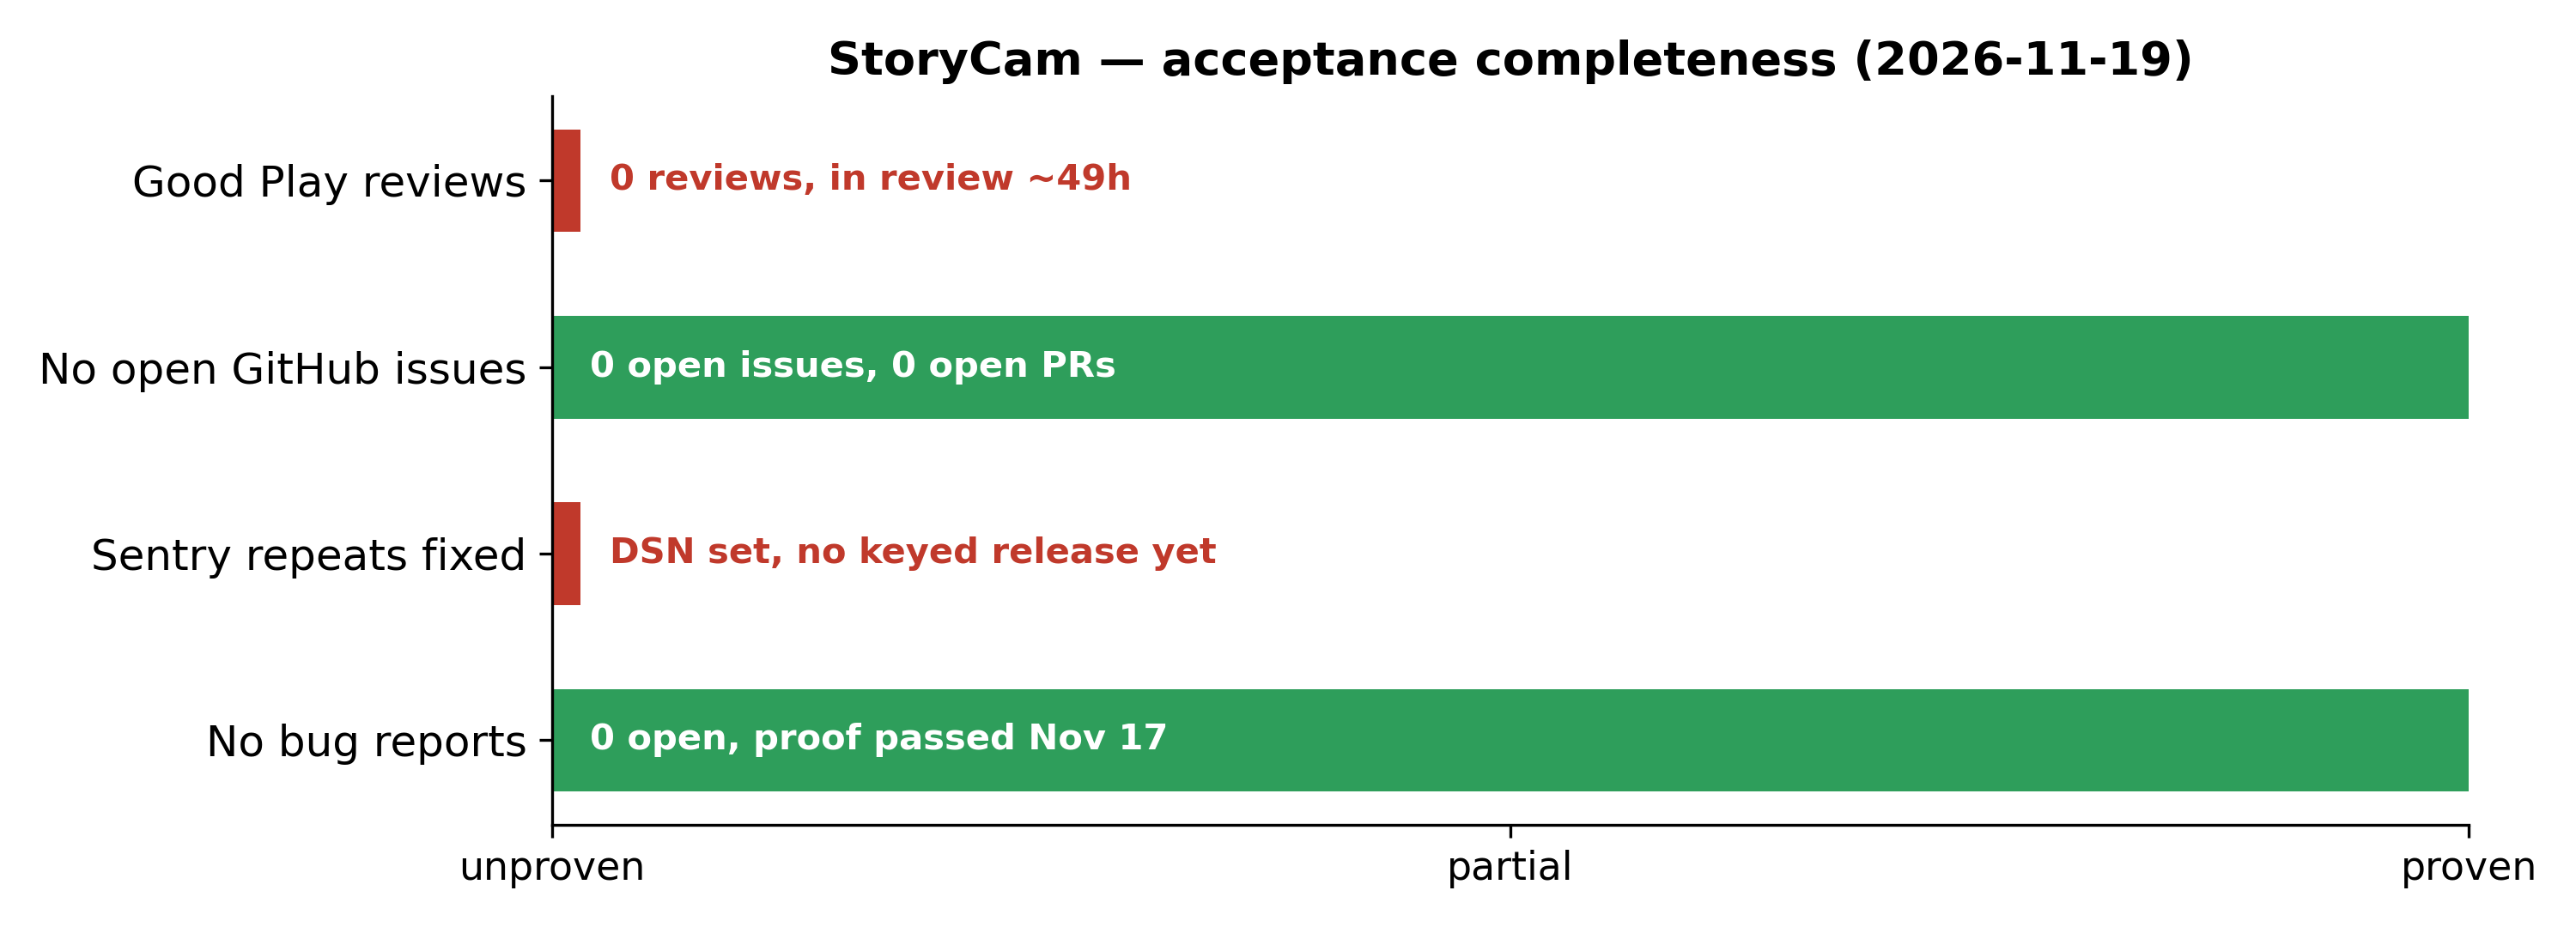 StoryCam — acceptance completeness (2026-11-19)
Good Play reviews
0 reviews, in review ~49h
No open GitHub issues
0 open issues, 0 open PRs
Sentry repeats fixed
DSN set, no keyed release yet
No bug reports
0 open, proof passed Nov 17
unproven
partial
proven